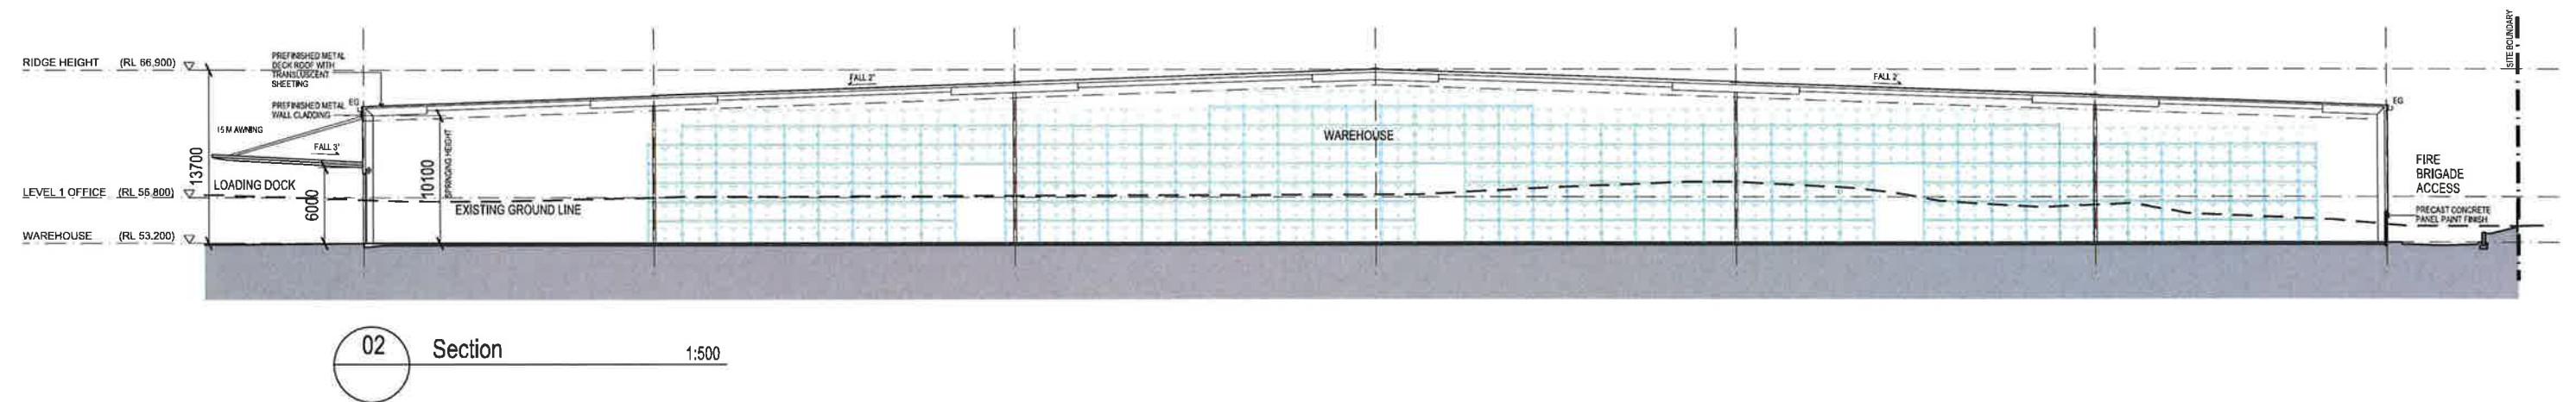 SITE BOUNDARY
RIDGE HEIGHT (RL 66,900)
PREFINISHED METAL
DECK ROOF WITH
TRANSLUSCENT
SHEETING
FALL 2°
FALL 2
PREFINISHED METAL
WALL CLADDING
EG
EG
15 M AWNING
FALL 3°
WAREHOUSE
13700
10100
SPRINGING HEIGHT
6000
LOADING DOCK
FIRE
BRIGADE
ACCESS
LEVEL 1 OFFICE (RL 56,800)
EXISTING GROUND LINE
PRECAST CONCRETE
PANEL PAINT FINISH
WAREHOUSE (RL 53,200)
02 Section 1:500